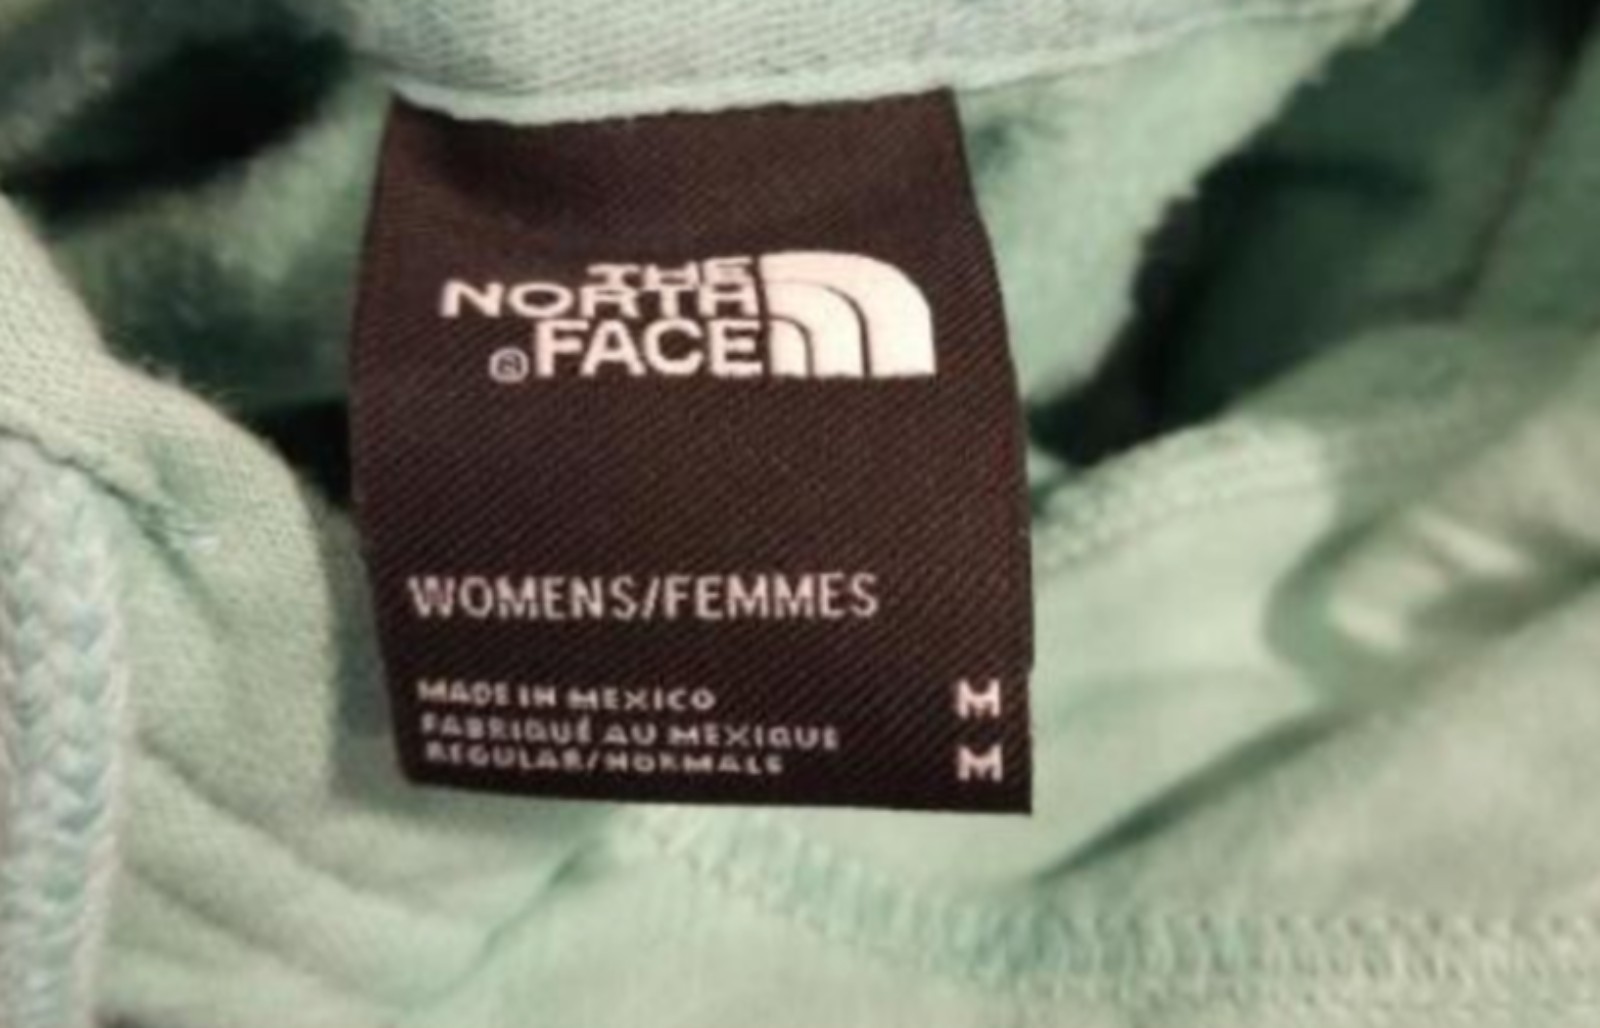 THE
NORTH
®FACE
WOMENS/FEMMES
MADE IN MEXICO M
FABRIQUÉ AU MEXIQUE
REGULAR/NORMALE M